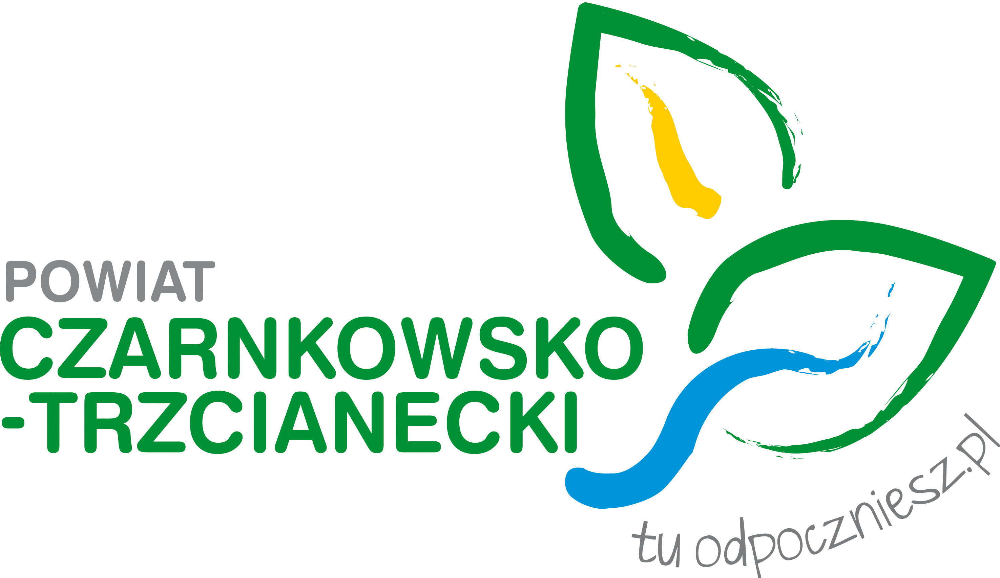 POWIAT
CZARNKOWSKO
-TRZCIANECKI
tu odpoczniesz.pl